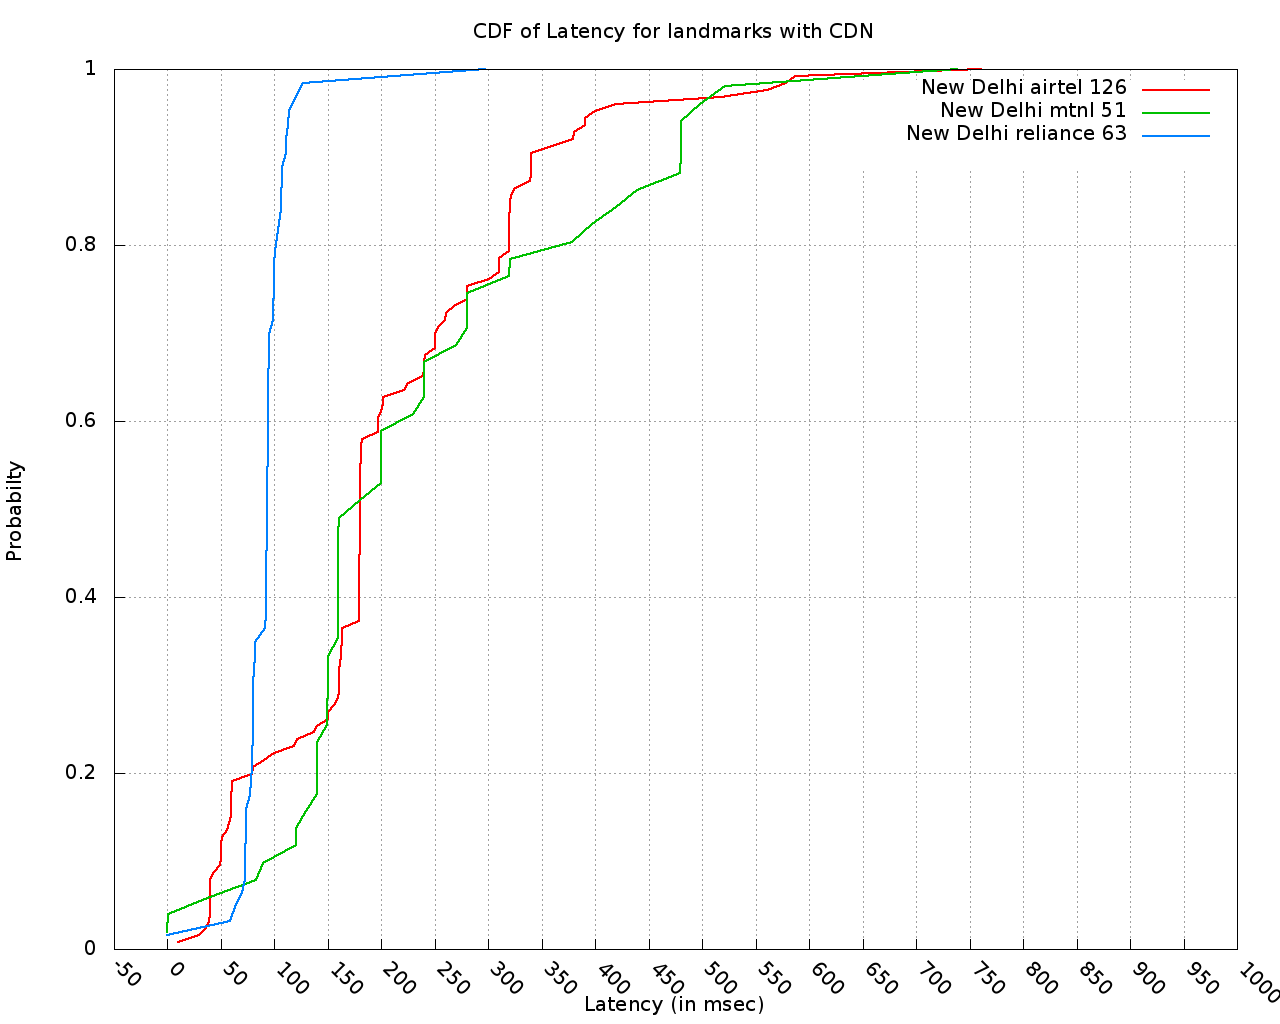 CDF of Latency for landmarks with CDN
New Delhi airtel 126
New Delhi mtnl 51
New Delhi reliance 63
1
0.8
0.6
0.4
0.2
0
Probabilty
-50 0 50 100 150 200 250 300 350 400 450 500 550 600 650 700 750 800 850 900 950 1000
Latency (in msec)